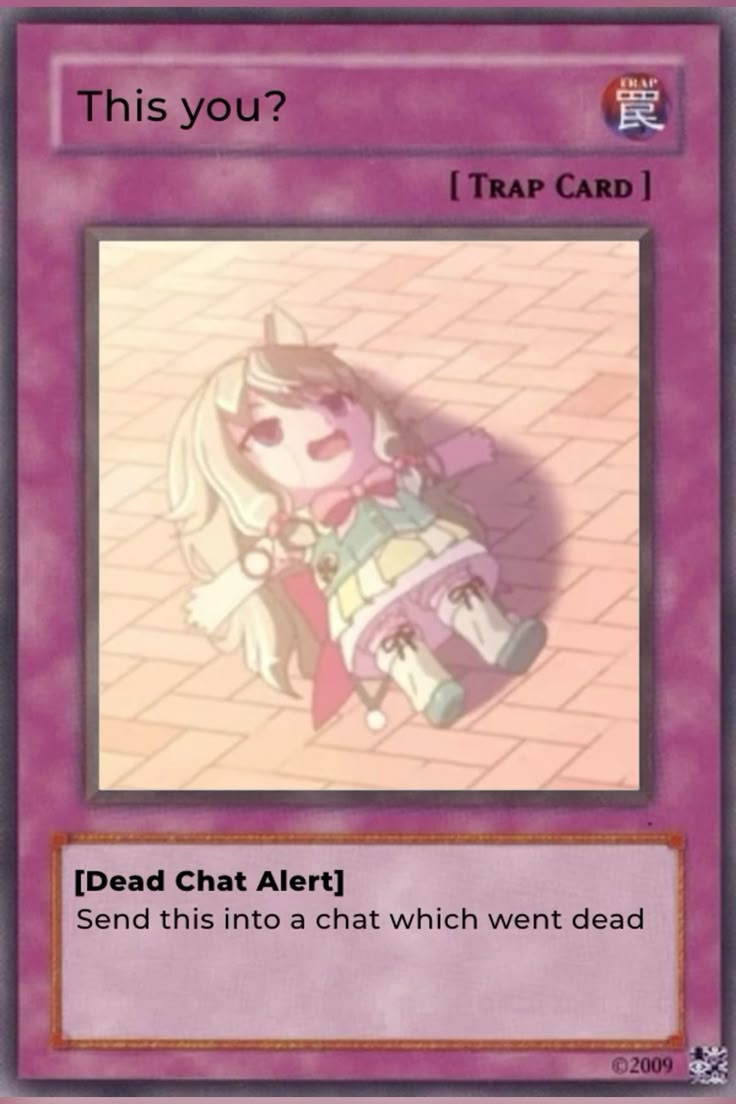 This you?
TRAP
罠
[ TRAP CARD ]
[Dead Chat Alert]
Send this into a chat which went dead
©2009